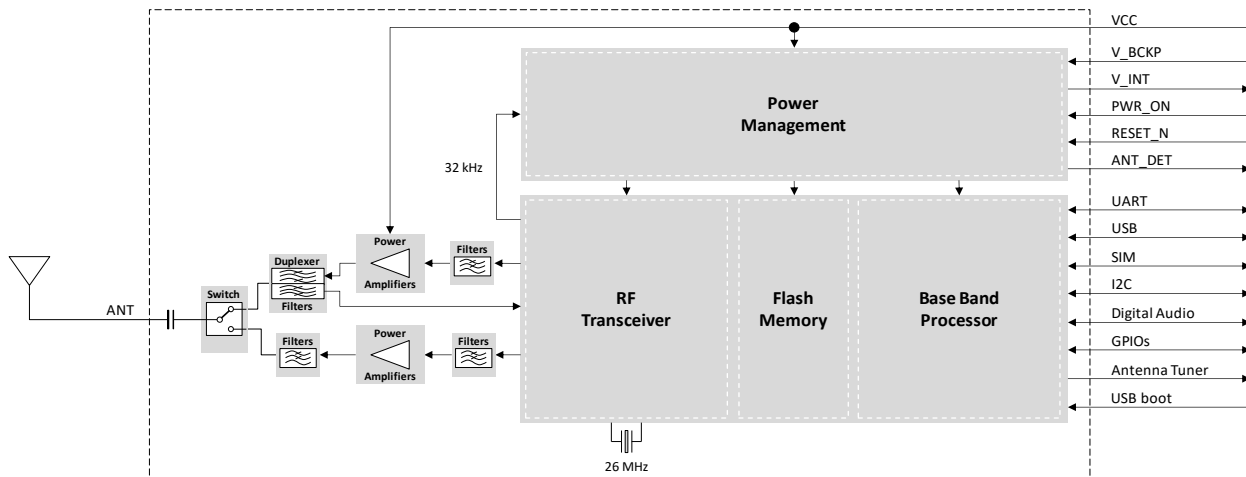 VCC
V_BCKP
V_INT
PWR_ON
RESET_N
ANT_DET
Power
Management
32 kHz
UART
USB
SIM
I2C
Digital Audio
GPIOs
Antenna Tuner
USB boot
ANT
Switch
Duplexer
Filters
Power
Amplifiers
Filters
Filters
Power
Amplifiers
Filters
RF
Transceiver
Flash
Memory
Base Band
Processor
26 MHz